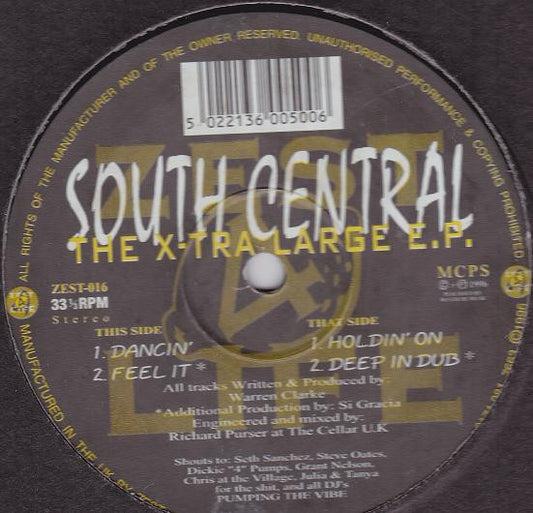 ALL RIGHTS OF THE MANUFACTURER AND OF THE OWNER RESERVED. UNAUTHORISED PERFORMANCE & COPYING PROHIBITED
5 022136 005006
ZEST
4
LIFE
SOUTH CENTRAL
THE X-TRA LARGE E.P.
ZEST-016
33⅓RPM
Stereo
MCPS
℗ 1996
THIS SIDE
1. DANCIN'
2. FEEL IT *
THAT SIDE
1. HOLDIN' ON
2. DEEP IN DUB *
All tracks Written & Produced by:
Warren Clarke
*Additional Production by: Si Gracia
Engineered and mixed by:
Richard Purser at The Cellar U.K
Shouts to: Seth Sanchez, Steve Oates,
Dickie "4" Pumps, Grant Nelson,
Chris at the Village, Julia & Tanya
for the shit, and all DJ's
PUMPING THE VIBE
MANUFACTURED IN THE UK BY ZEST